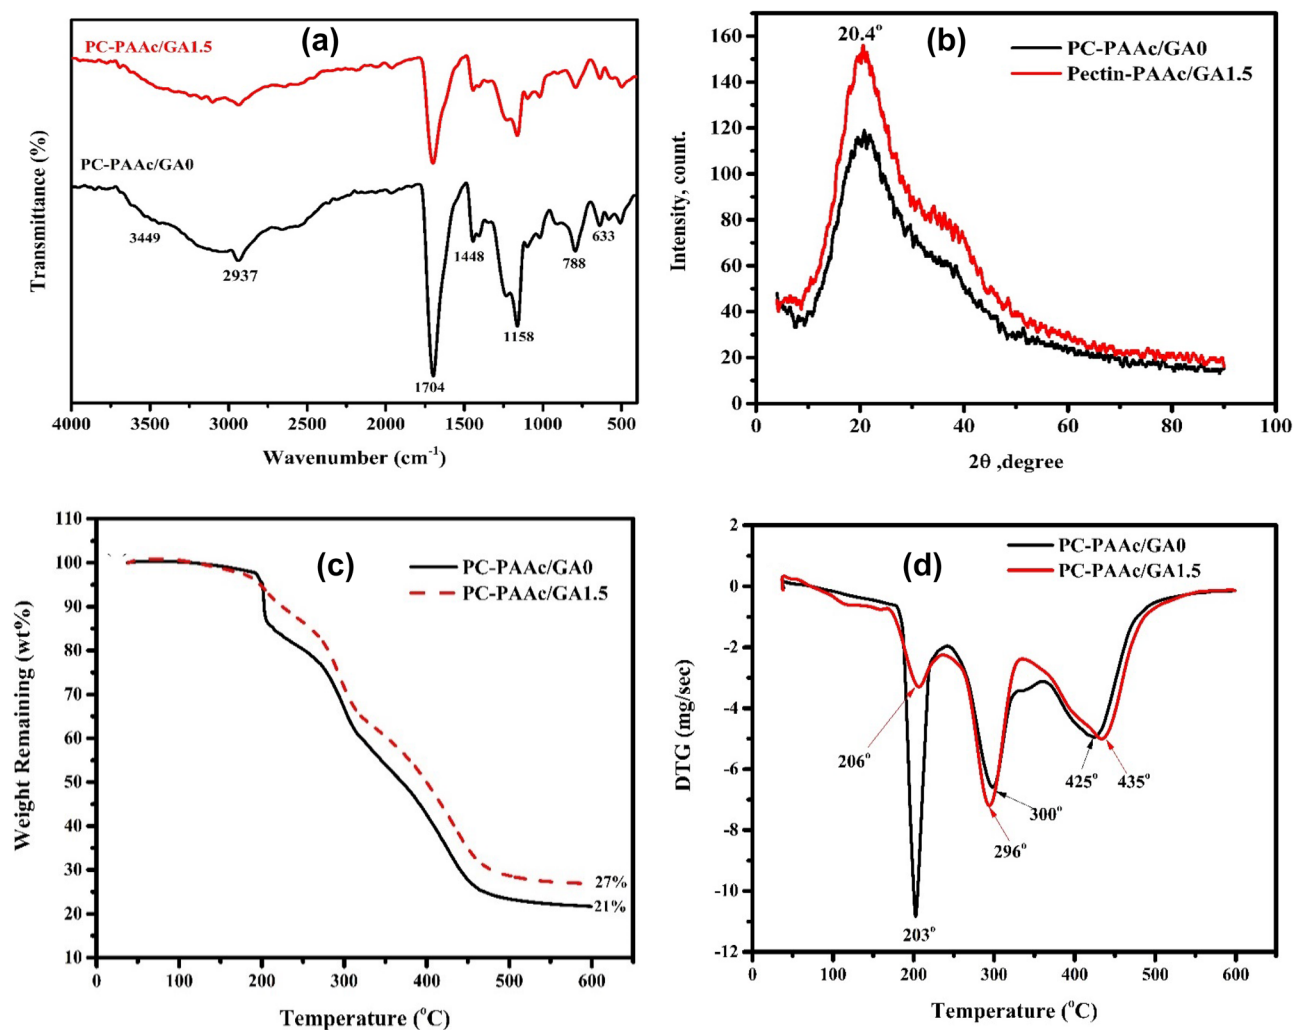 (a)
PC-PAAc/GA1.5
PC-PAAc/GA0
3449
2937
1704
1448
1158
788
633
Transmittance (%)
4000 3500 3000 2500 2000 1500 1000 500
Wavenumber (cm⁻¹)
(b)
20.4°
PC-PAAc/GA0
Pectin-PAAc/GA1.5
160
140
120
100
80
60
40
20
0
Intensity, count.
0 20 40 60 80 100
2θ ,degree
(c)
PC-PAAc/GA0
PC-PAAc/GA1.5
110
100
90
80
70
60
50
40
30
20
10
27%
21%
Weight Remaining (wt%)
0 100 200 300 400 500 600
Temperature (°C)
(d)
PC-PAAc/GA0
PC-PAAc/GA1.5
2
0
-2
-4
-6
-8
-10
-12
206°
203°
300°
296°
425°
435°
DTG (mg/sec)
0 100 200 300 400 500 600
Temperature (°C)